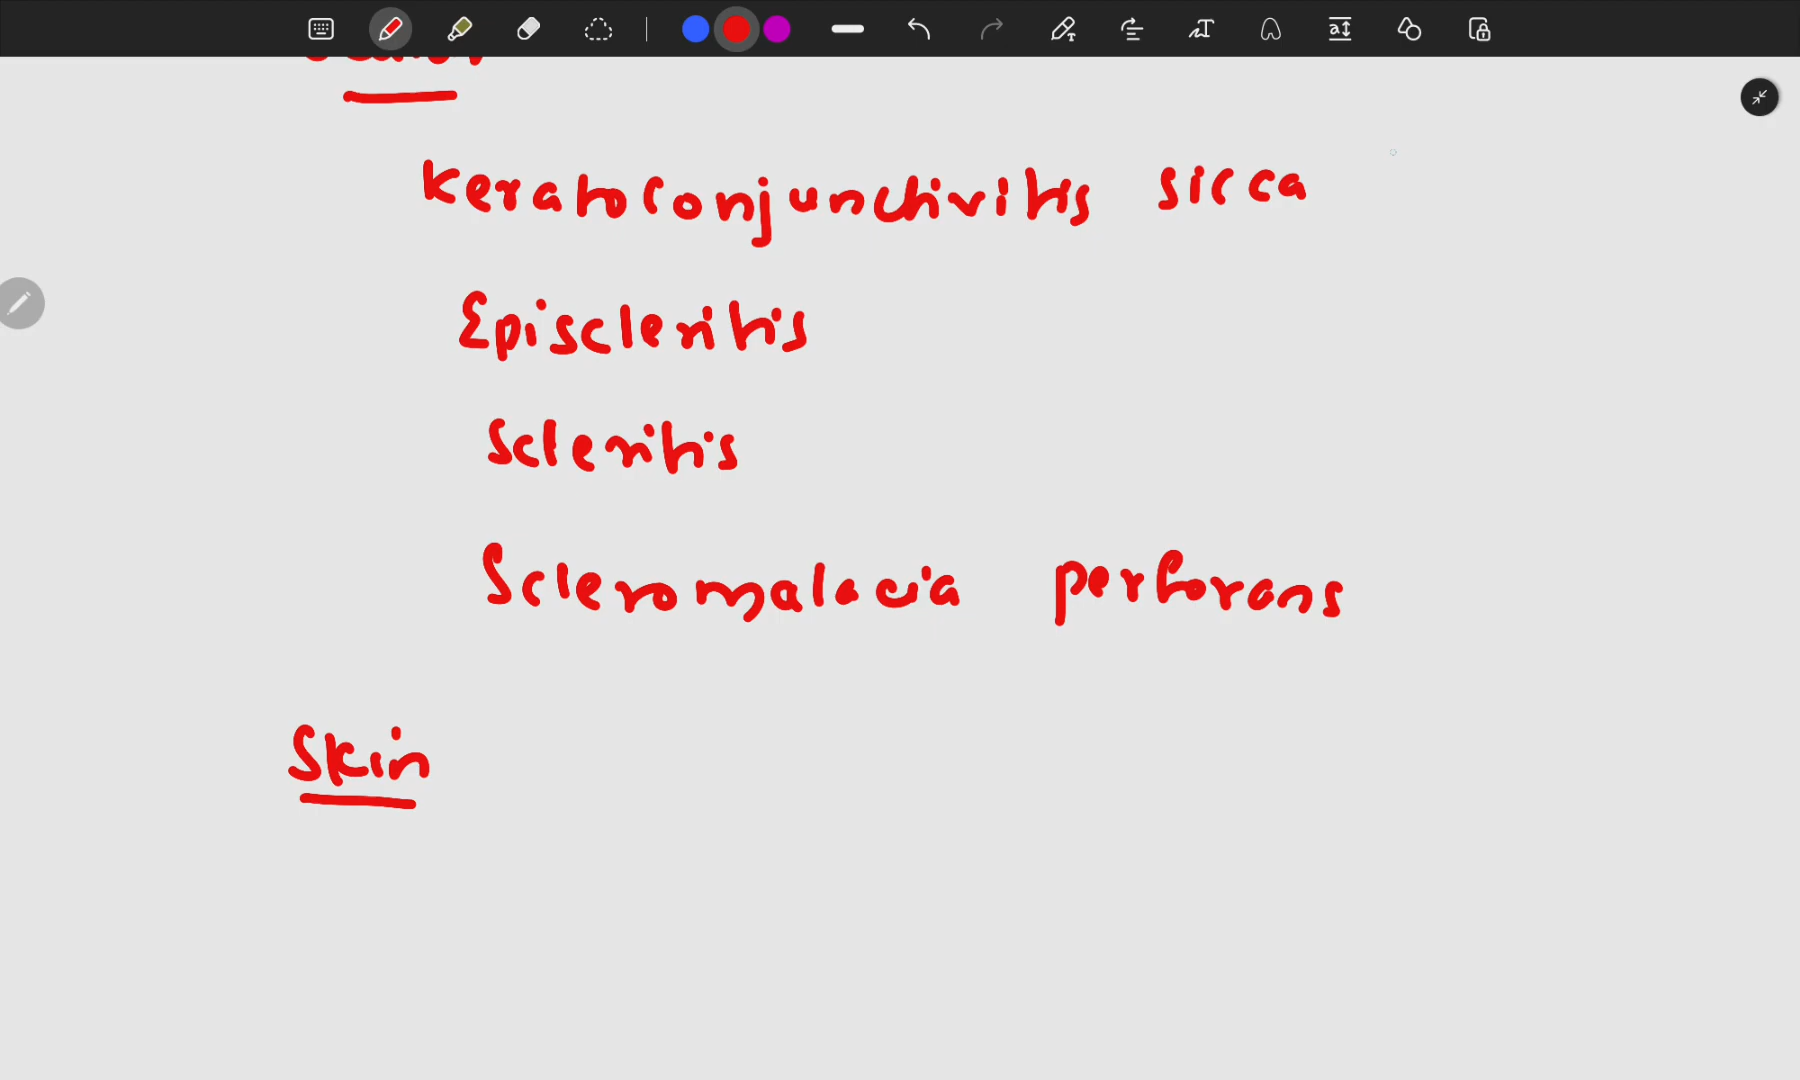 Keratoconjunctivitis sicca
Episcleritis
Scleritis
Scleromalacia perforans
Skin